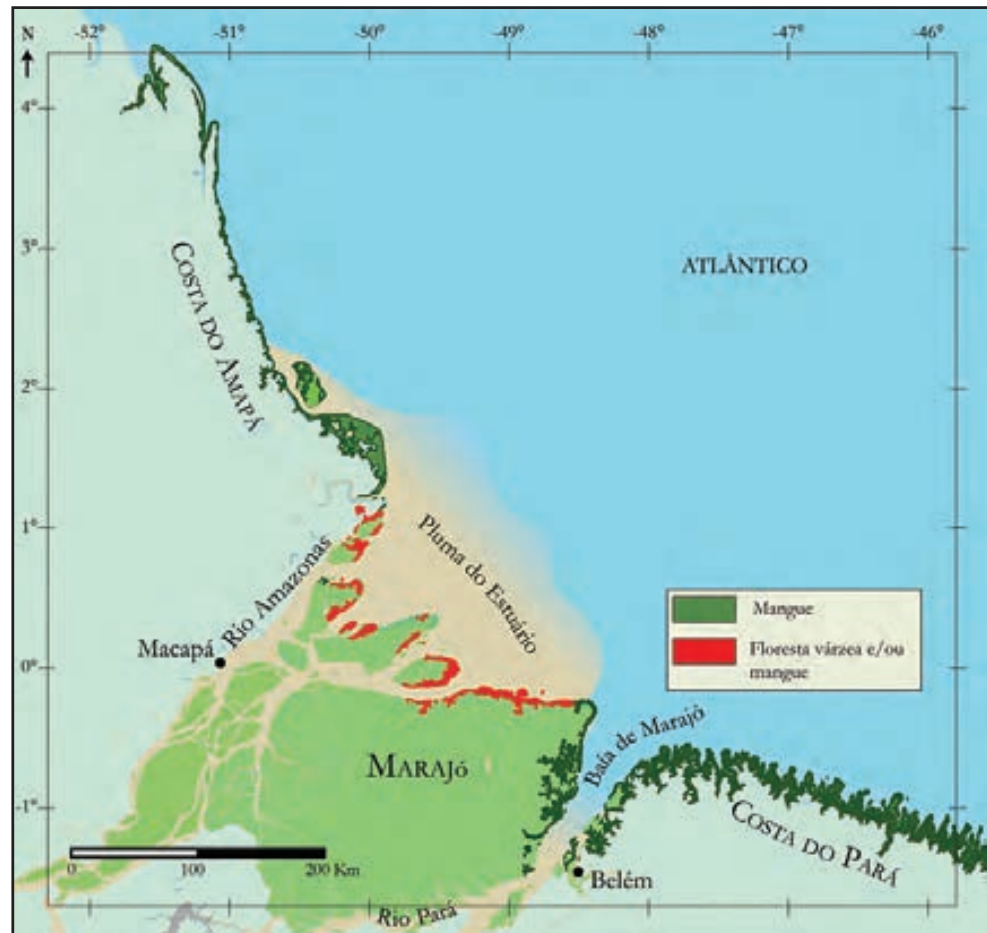 N
-52° -51° -50° -49° -48° -47° -46°
4°
3°
2°
1°
0°
-1°
COSTA DO AMAPÁ
ATLÂNTICO
Pluma do Estuário
Rio Amazonas
Macapá
Mangue
Floresta várzea e/ou
mangue
MARAJÓ
Baía de Marajó
COSTA DO PARÁ
0 100 200 Km
Belém
Rio Pará